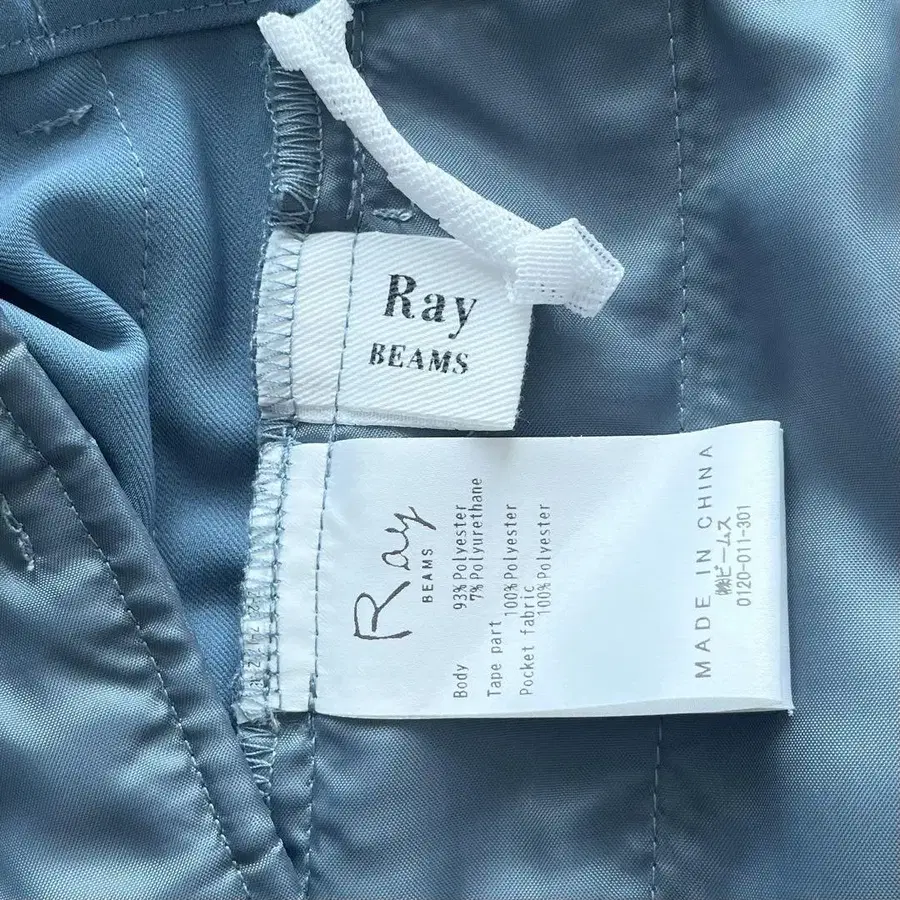 Ray
BEAMS
Ray
BEAMS
Body 93%Polyester
7%Polyurethane
Tape part
100%Polyester
Pocket fabric
100%Polyester
MADE IN CHINA
㈱ビームス
0120-011-301